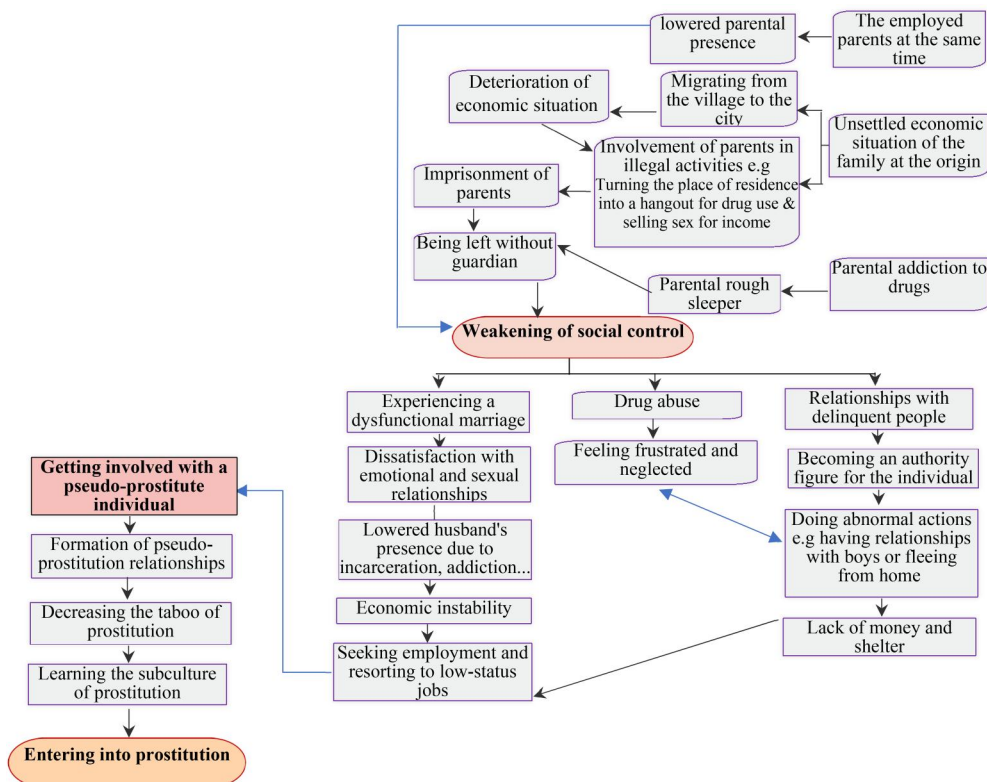 lowered parental
presence
The employed
parents at the same
time
Deterioration of
economic situation
Migrating from
the village to the
city
Unsettled economic
situation of the
family at the origin
Involvement of parents in
illegal activities e.g
Turning the place of residence
into a hangout for drug use &
selling sex for income
Imprisonment of
parents
Being left without
guardian
Parental rough
sleeper
Parental addiction to
drugs
Weakening of social control
Experiencing a
dysfunctional marriage
Drug abuse
Relationships with
delinquent people
Dissatisfaction with
emotional and sexual
relationships
Feeling frustrated and
neglected
Becoming an authority
figure for the individual
Getting involved with a
pseudo-prostitute
individual
Lowered husband's
presence due to
incarceration, addiction...
Doing abnormal actions
e.g having relationships
with boys or fleeing
from home
Formation of pseudo-
prostitution relationships
Economic instability
Decreasing the taboo of
prostitution
Lack of money and
shelter
Seeking employment and
resorting to low-status
jobs
Learning the subculture
of prostitution
Entering into prostitution